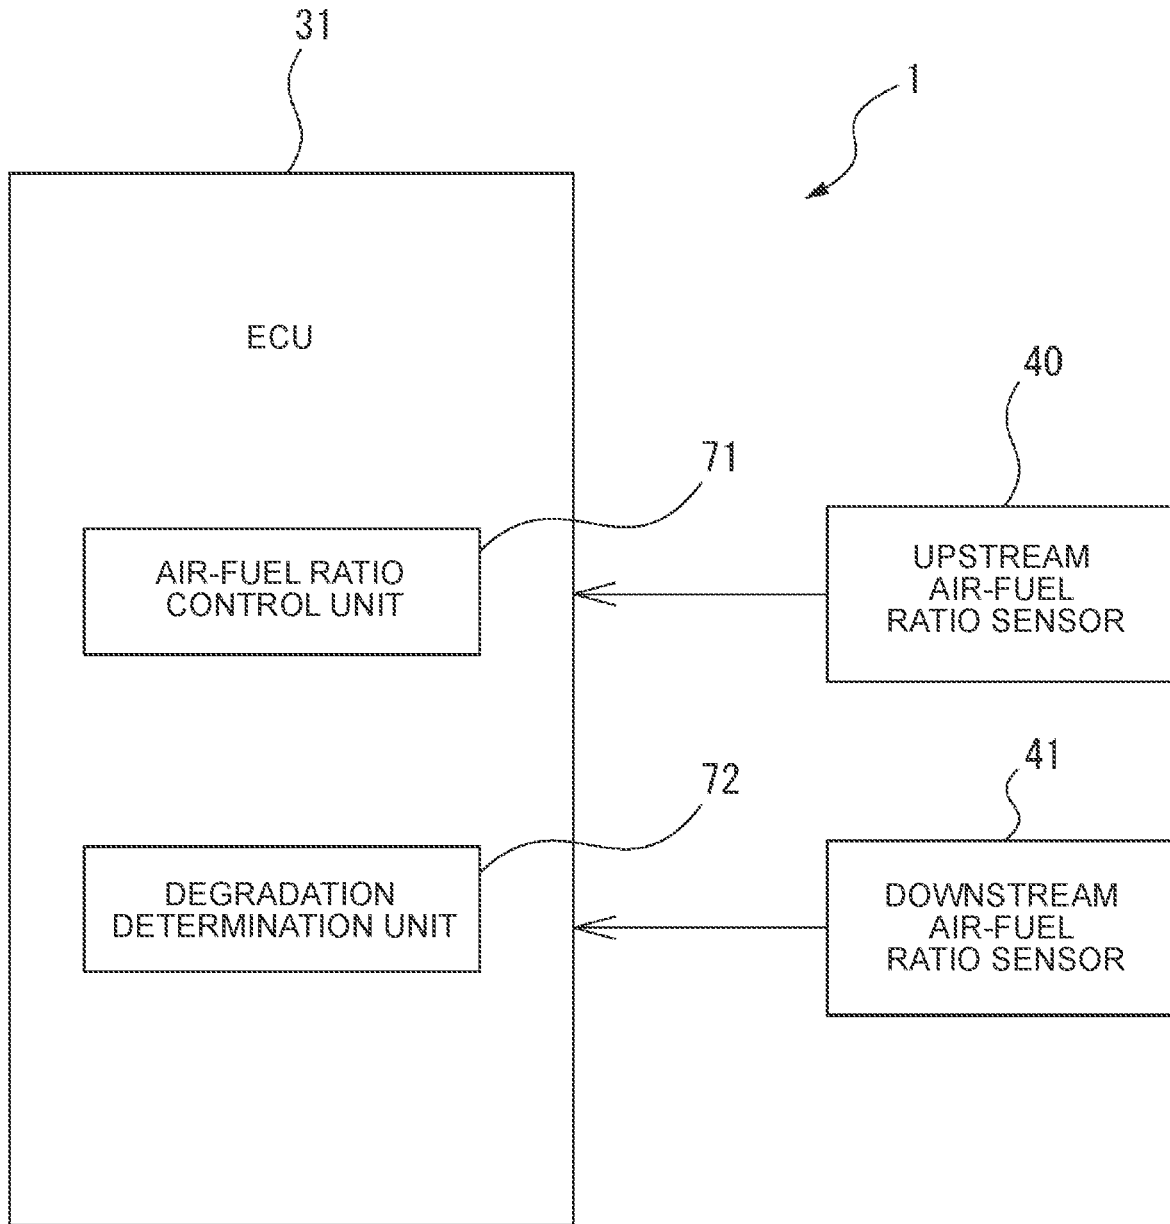 31
1
ECU
40
71
AIR-FUEL RATIO
CONTROL UNIT
UPSTREAM
AIR-FUEL
RATIO SENSOR
41
72
DEGRADATION
DETERMINATION UNIT
DOWNSTREAM
AIR-FUEL
RATIO SENSOR